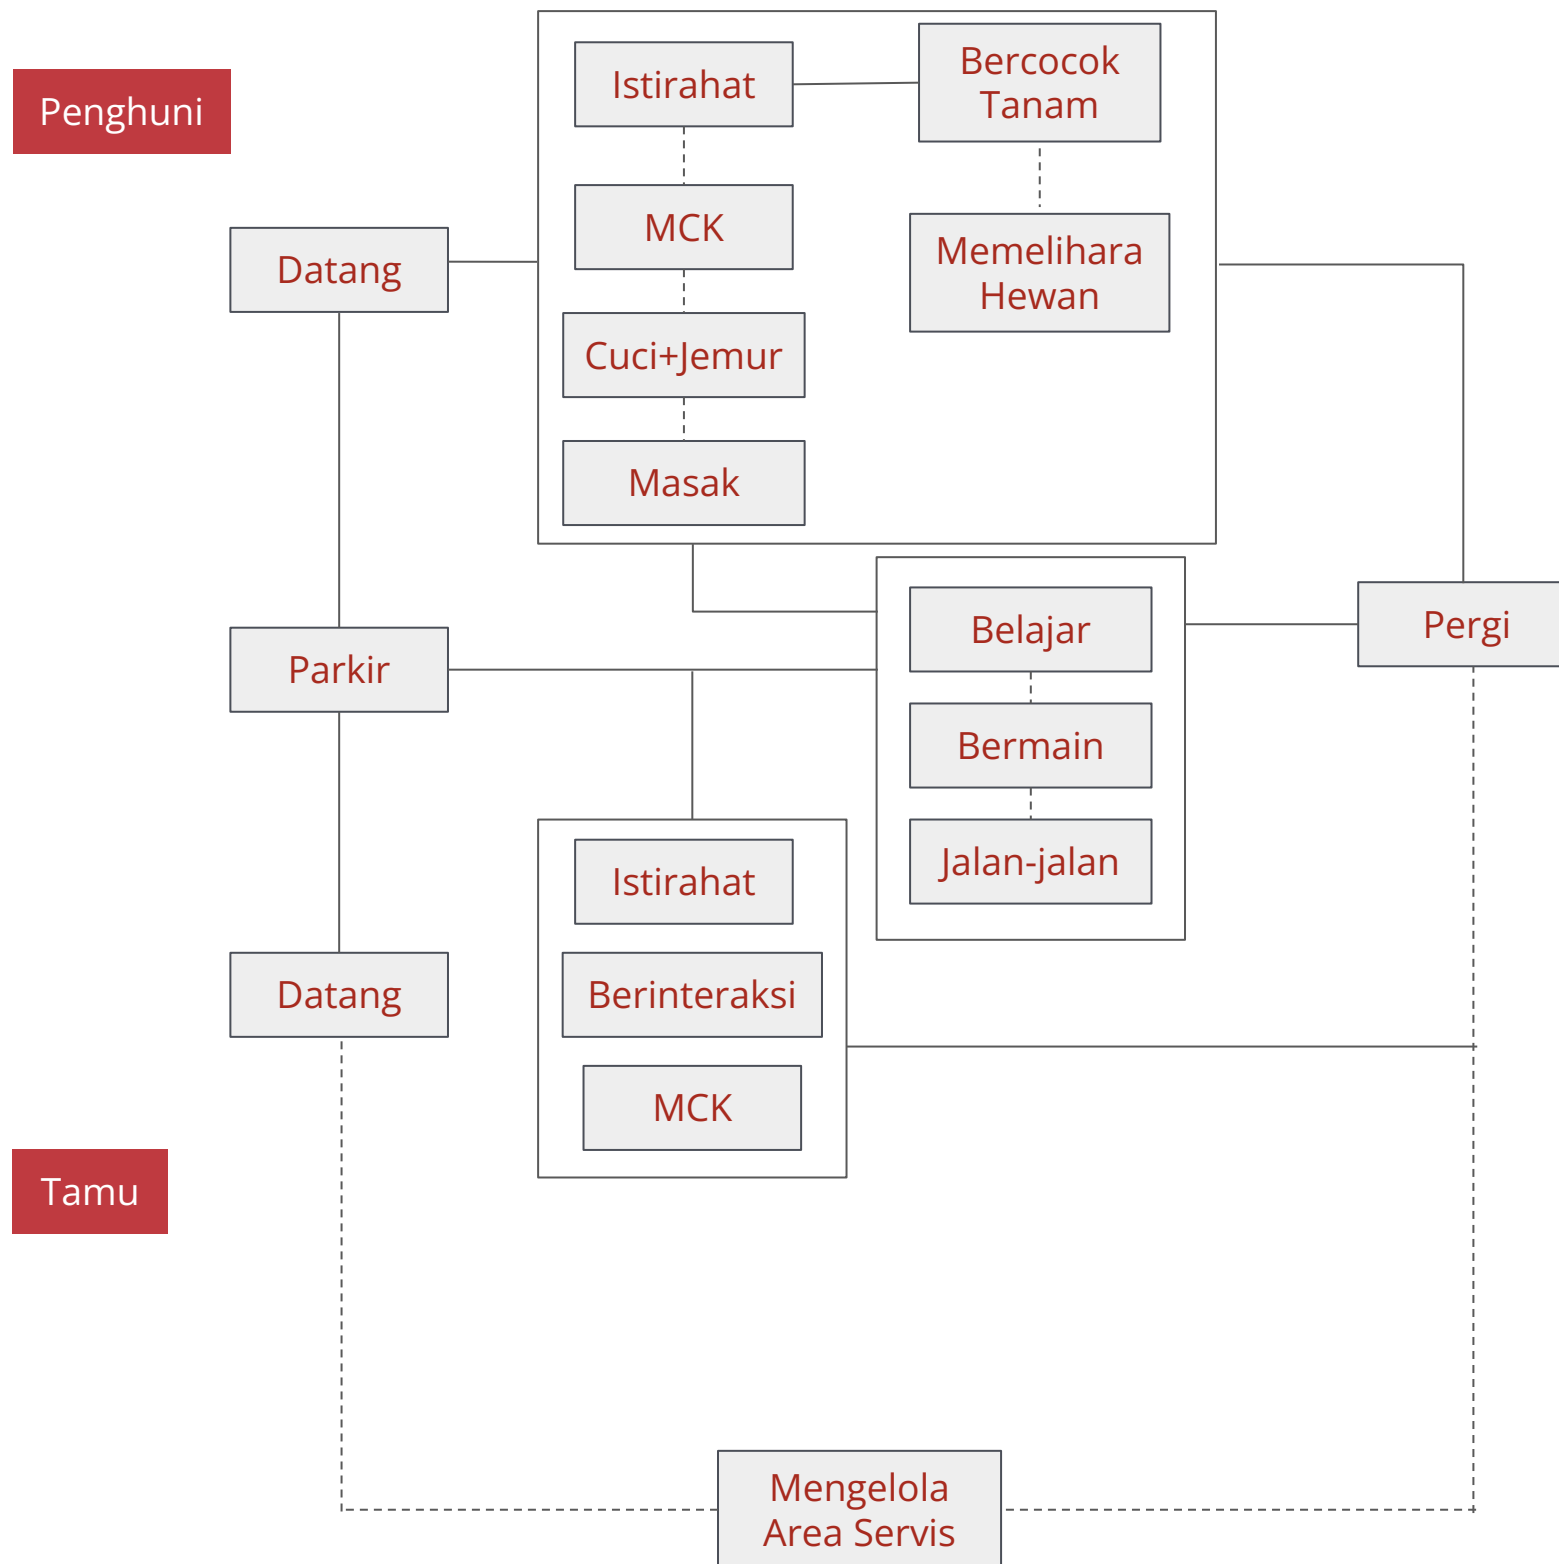 Penghuni
Istirahat
Bercocok
Tanam
MCK
Memelihara
Hewan
Datang
Cuci+Jemur
Masak
Belajar
Pergi
Parkir
Bermain
Jalan-jalan
Istirahat
Datang
Berinteraksi
MCK
Tamu
Mengelola
Area Servis